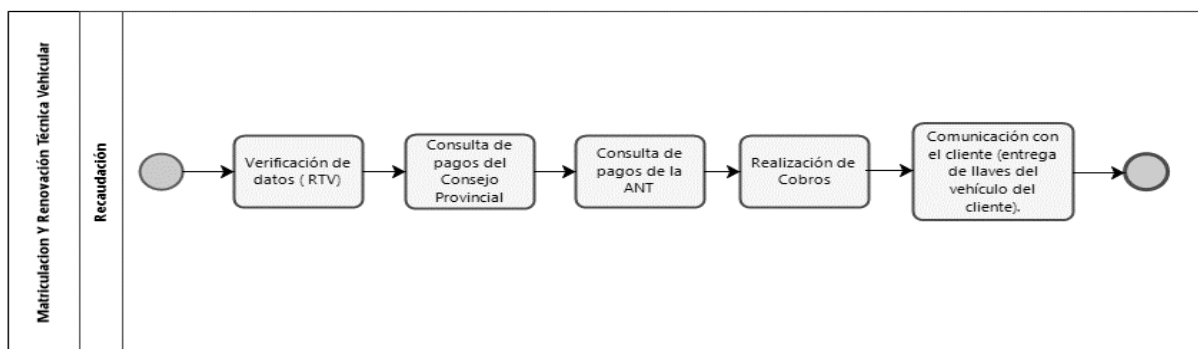 Matriculacion Y Renovación Técnica Vehicular
Recaudación
Verificación de
datos ( RTV)
Consulta de
pagos del
Consejo
Provincial
Consulta de
pagos de la
ANT
Realización de
Cobros
Comunicación con
el cliente (entrega
de llaves del
vehículo del
cliente).